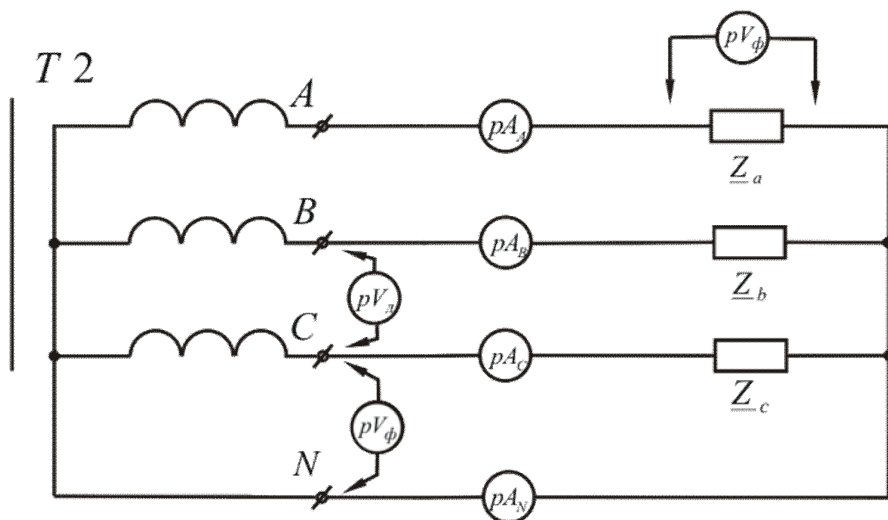 pV_ф
T 2
A
pA_A
Z_a
B
pA_B
Z_b
pV_л
C
pA_C
Z_c
pV_ф
N
pA_N